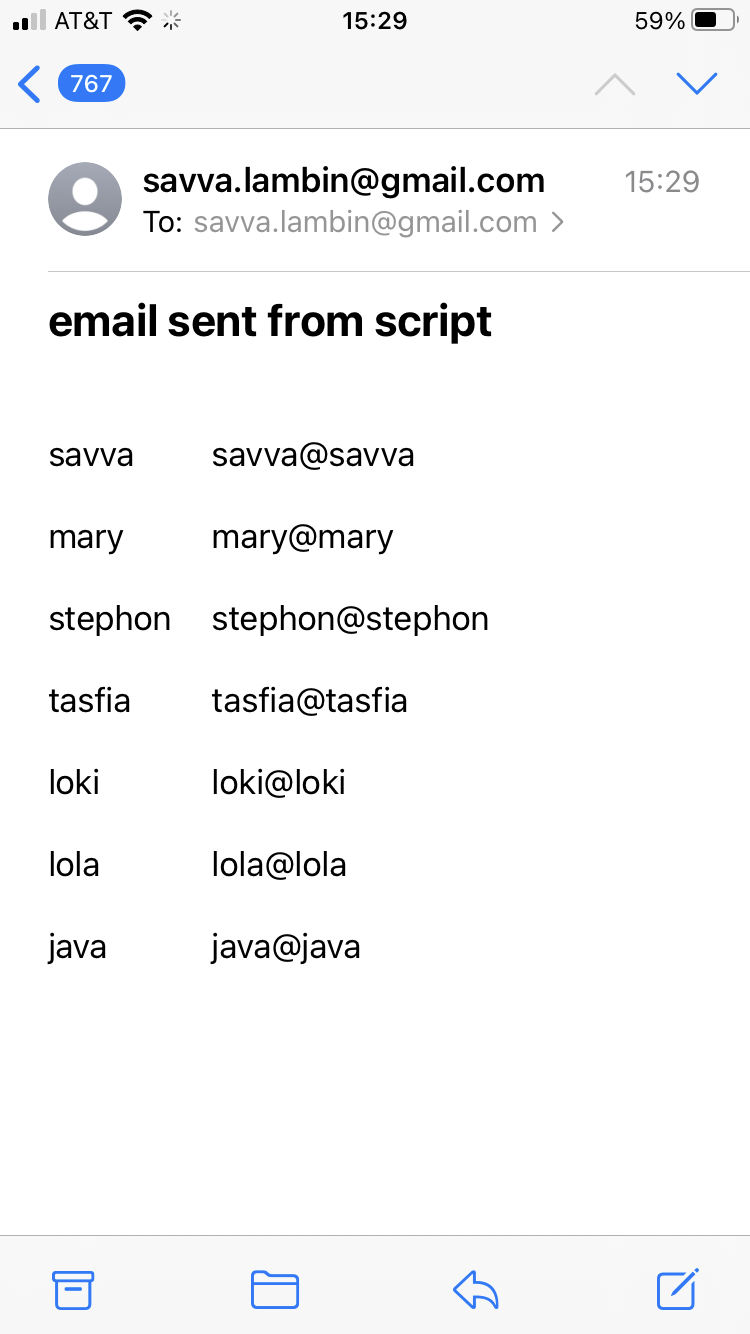 AT&T 15:29 59%
767
savva.lambin@gmail.com 15:29
To: savva.lambin@gmail.com
email sent from script
savva savva@savva
mary mary@mary
stephon stephon@stephon
tasfia tasfia@tasfia
loki loki@loki
lola lola@lola
java java@java